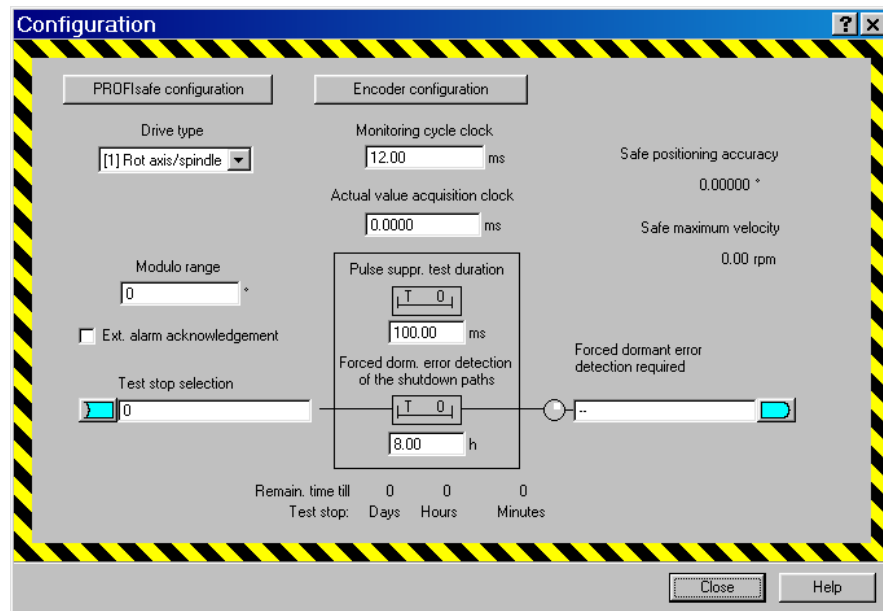 Configuration
PROFIsafe configuration
Encoder configuration
Drive type
[1] Rot axis/spindle
Monitoring cycle clock
12.00 ms
Safe positioning accuracy
0.00000 °
Actual value acquisition clock
0.0000 ms
Safe maximum velocity
0.00 rpm
Modulo range
0 °
Pulse suppr. test duration
T 0
100.00 ms
Ext. alarm acknowledgement
Forced dorm. error detection
of the shutdown paths
Forced dormant error
detection required
Test stop selection
0
T 0
--
8.00 h
Remain. time till 0 0 0
Test stop: Days Hours Minutes
Close
Help